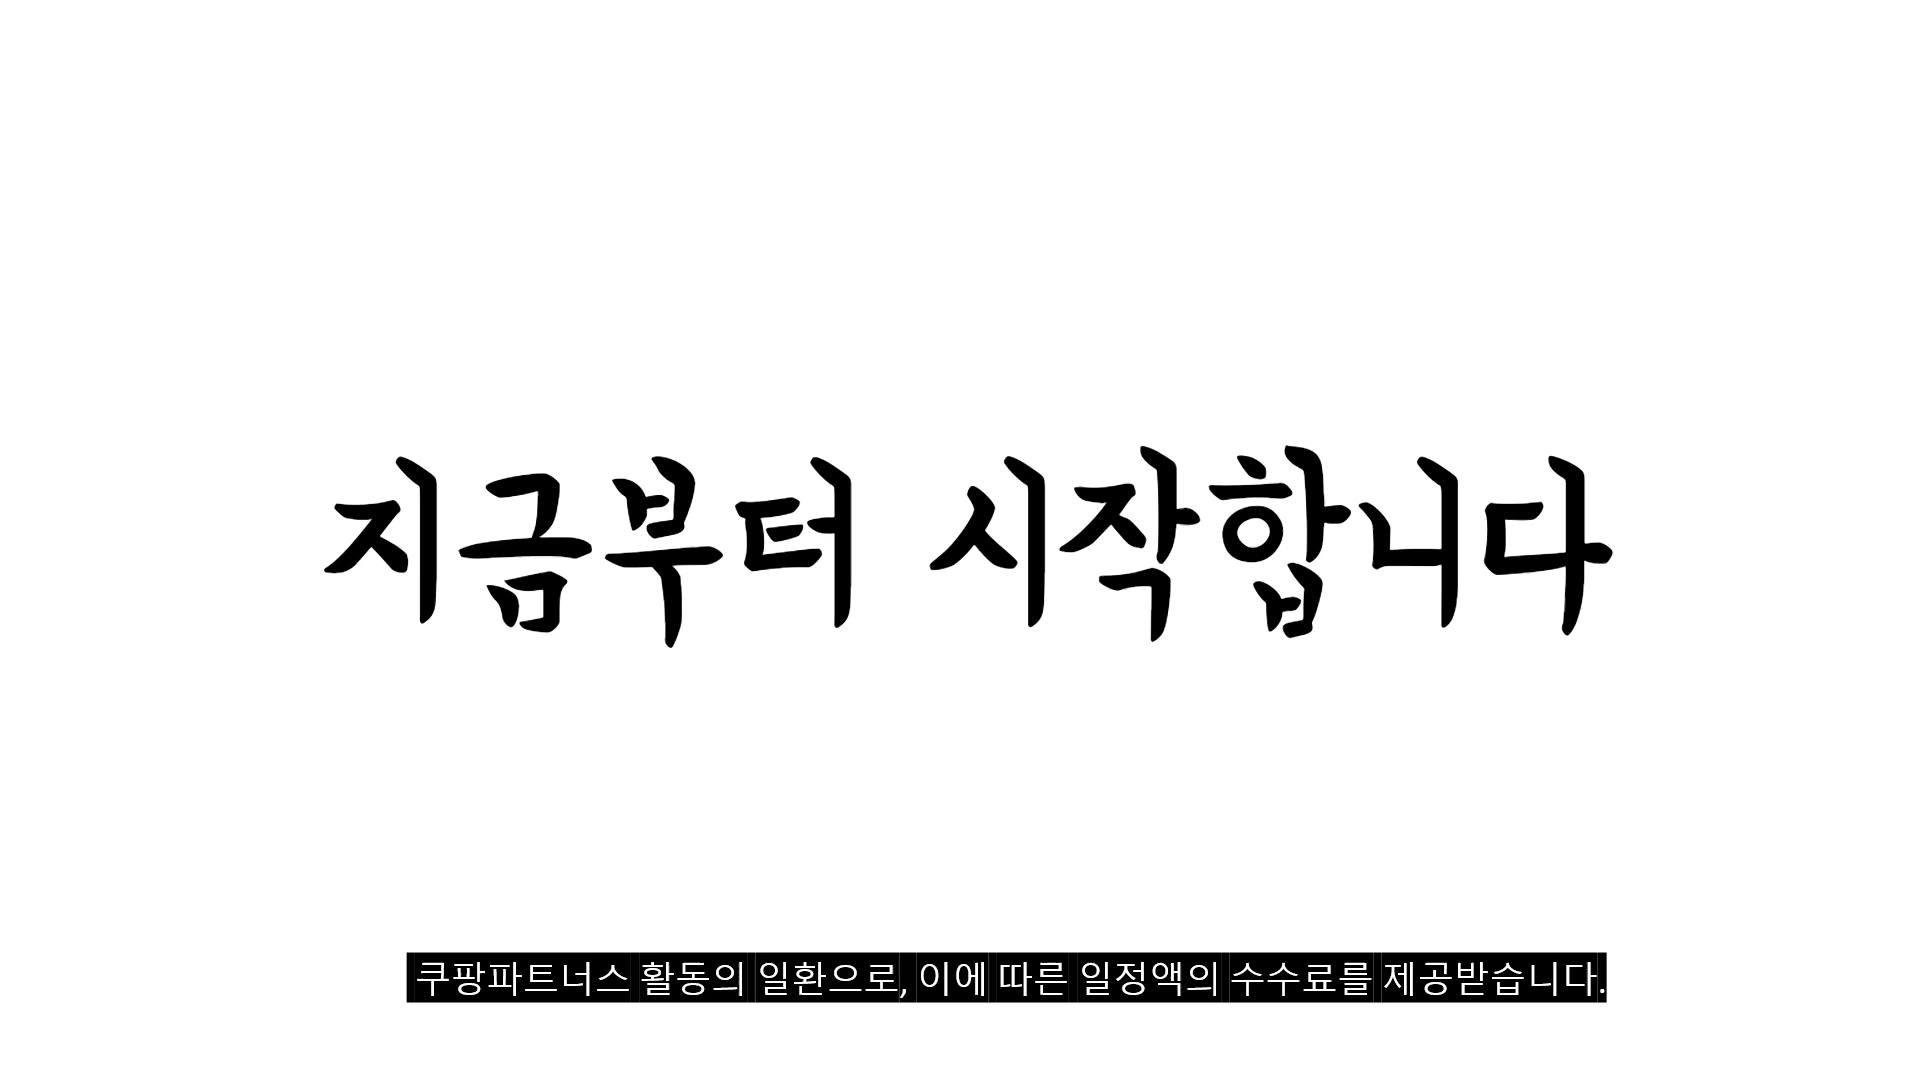 지금부터 시작합니다
쿠팡파트너스 활동의 일환으로, 이에 따른 일정액의 수수료를 제공받습니다.